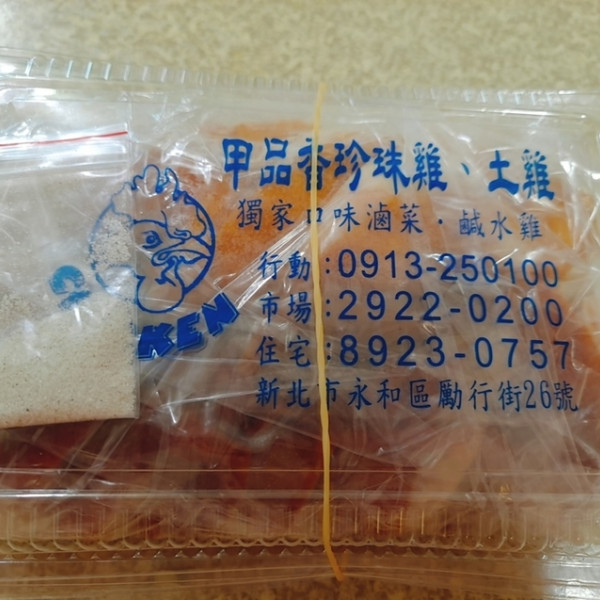 甲品香珍珠雞、土雞
獨家口味滷菜．鹹水雞
行動:0913-250100
市場:2922-0200
住宅:8923-0757
新北市永和區勵行街26號
KEN